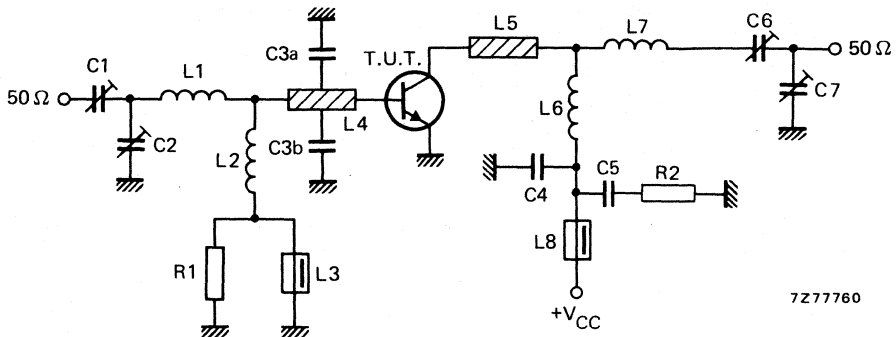 L5
L7
C6
50 Ω
C3a
T.U.T.
C1
L1
50 Ω
C7
L4
L6
C2
L2
C3b
C4
C5
R2
R1
L3
L8
7Z77760
+VCC